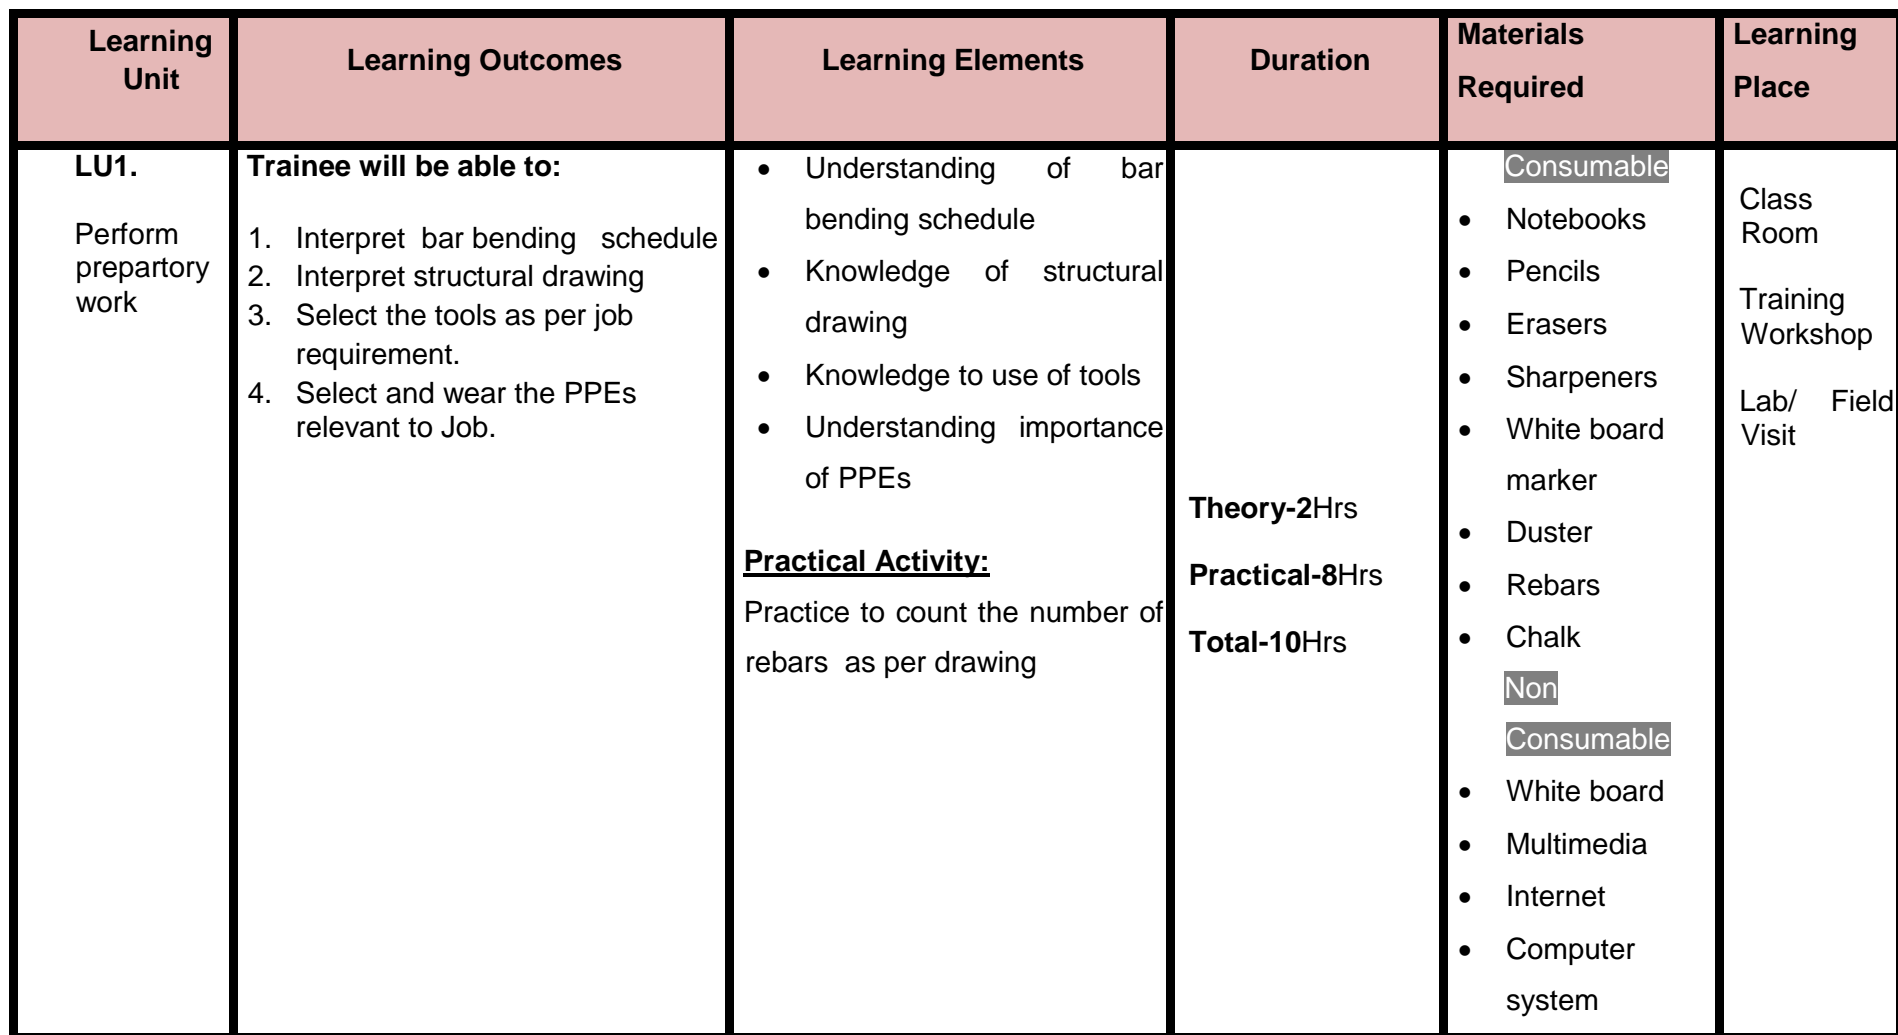 Learning
Unit
Learning Outcomes
Learning Elements
Duration
Materials
Required
Learning
Place
LU1.
Perform
prepartory
work
Trainee will be able to:
1. Interpret bar bending schedule
2. Interpret structural drawing
3. Select the tools as per job
requirement.
4. Select and wear the PPEs
relevant to Job.
• Understanding of bar
bending schedule
• Knowledge of structural
drawing
• Knowledge to use of tools
• Understanding importance
of PPEs
Practical Activity:
Practice to count the number of
rebars as per drawing
Theory-2Hrs
Practical-8Hrs
Total-10Hrs
Consumable
• Notebooks
• Pencils
• Erasers
• Sharpeners
• White board
marker
• Duster
• Rebars
• Chalk
Non
Consumable
• White board
• Multimedia
• Internet
• Computer
system
Class
Room
Training
Workshop
Lab/ Field
Visit